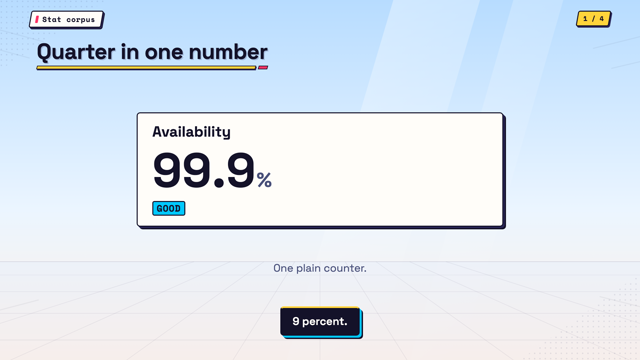 Stat corpus
1 / 4
Quarter in one number
Availability
99.9%
GOOD
One plain counter.
9 percent.